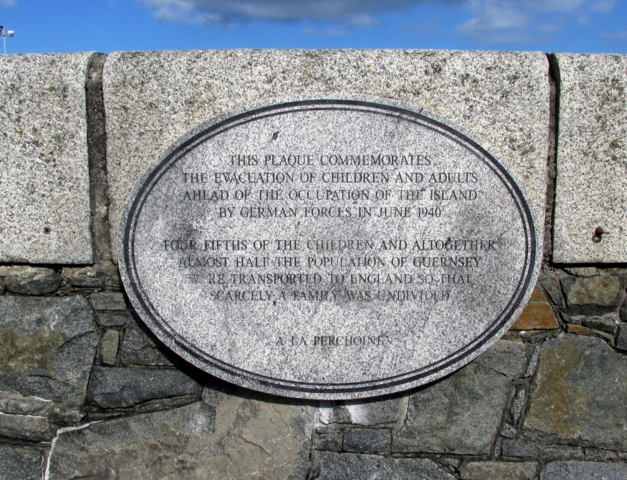 THIS PLAQUE COMMEMORATES
THE EVACUATION OF CHILDREN AND ADULTS
AHEAD OF THE OCCUPATION OF THE ISLAND
BY GERMAN FORCES IN JUNE 1940
FOUR FIFTHS OF THE CHILDREN AND ALTOGETHER
ALMOST HALF THE POPULATION OF GUERNSEY
RE TRANSPORTED TO ENGLAND SO THAT
SCARCELY A FAMILY WAS UNDIVIDED
A LA PERCHOINE